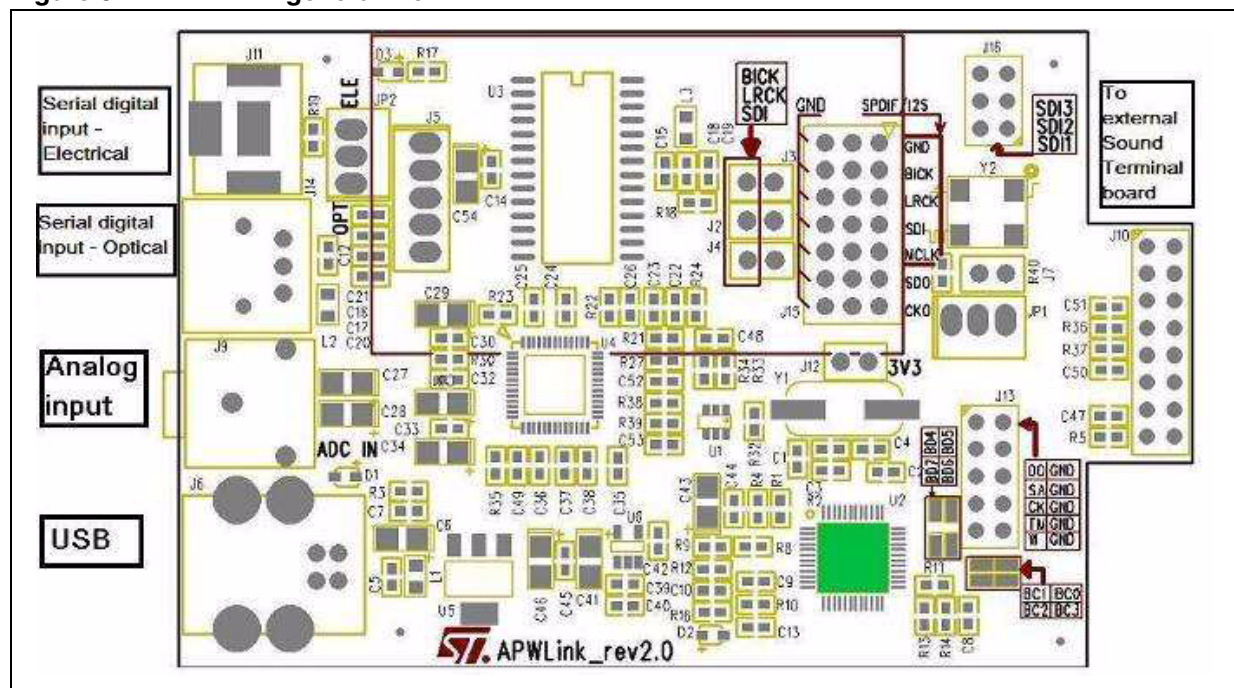 J11
D3
R17
J16
Serial digital
input -
Electrical
R19
ELE
JP2
J5
U3
L3
BICK
LRCK
SDI
GND
SPDIF/I2S
SDI3
SDI2
SDI1
To
external
Sound
Terminal
board
C15
C18
C19
J3
GND
BICK
Y2
J14
C54
C14
R18
LRCK
Serial digital
input - Optical
OPT
C12
J2
J4
SDI
MCLK
R40
J7
J10
C21
C16
C17
C20
L2
C29
R23
C25
C24
R22
C26
C23
C22
R24
SDO
CKO
J15
JP1
C51
R36
R37
C50
J9
C30
R30
C32
U4
R21
R27
C52
C48
R34
R33
J12
3V3
Analog
input
C27
C28
R38
R39
C53
Y1
J13
C33
C34
U1
R32
C1
C4
C47
R5
ADC IN
D1
BD7
BD4
BD6
BD5
DO GND
SA GND
CK GND
TM GND
W GND
J6
R3
C7
R35
C49
C36
C37
C38
C35
C43
C44
R4
R1
U2
USB
C6
U6
R9
R8
C5
L1
C42
R12
C9
R11
C39
C10
BC1 BC0
BC2 BC3
U5
C46
C45
C41
C40
R16
R10
D2
C13
R13
R14
C8
ST. APWLink_rev2.0